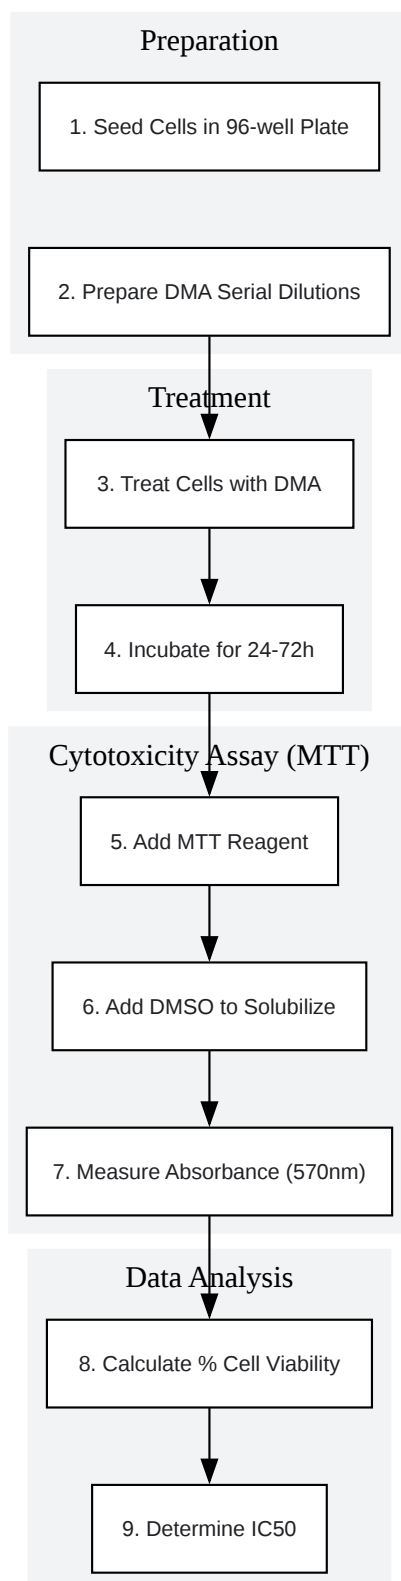 Preparation
1. Seed Cells in 96-well Plate
2. Prepare DMA Serial Dilutions
Treatment
3. Treat Cells with DMA
4. Incubate for 24-72h
Cytotoxicity Assay (MTT)
5. Add MTT Reagent
6. Add DMSO to Solubilize
7. Measure Absorbance (570nm)
Data Analysis
8. Calculate % Cell Viability
9. Determine IC50